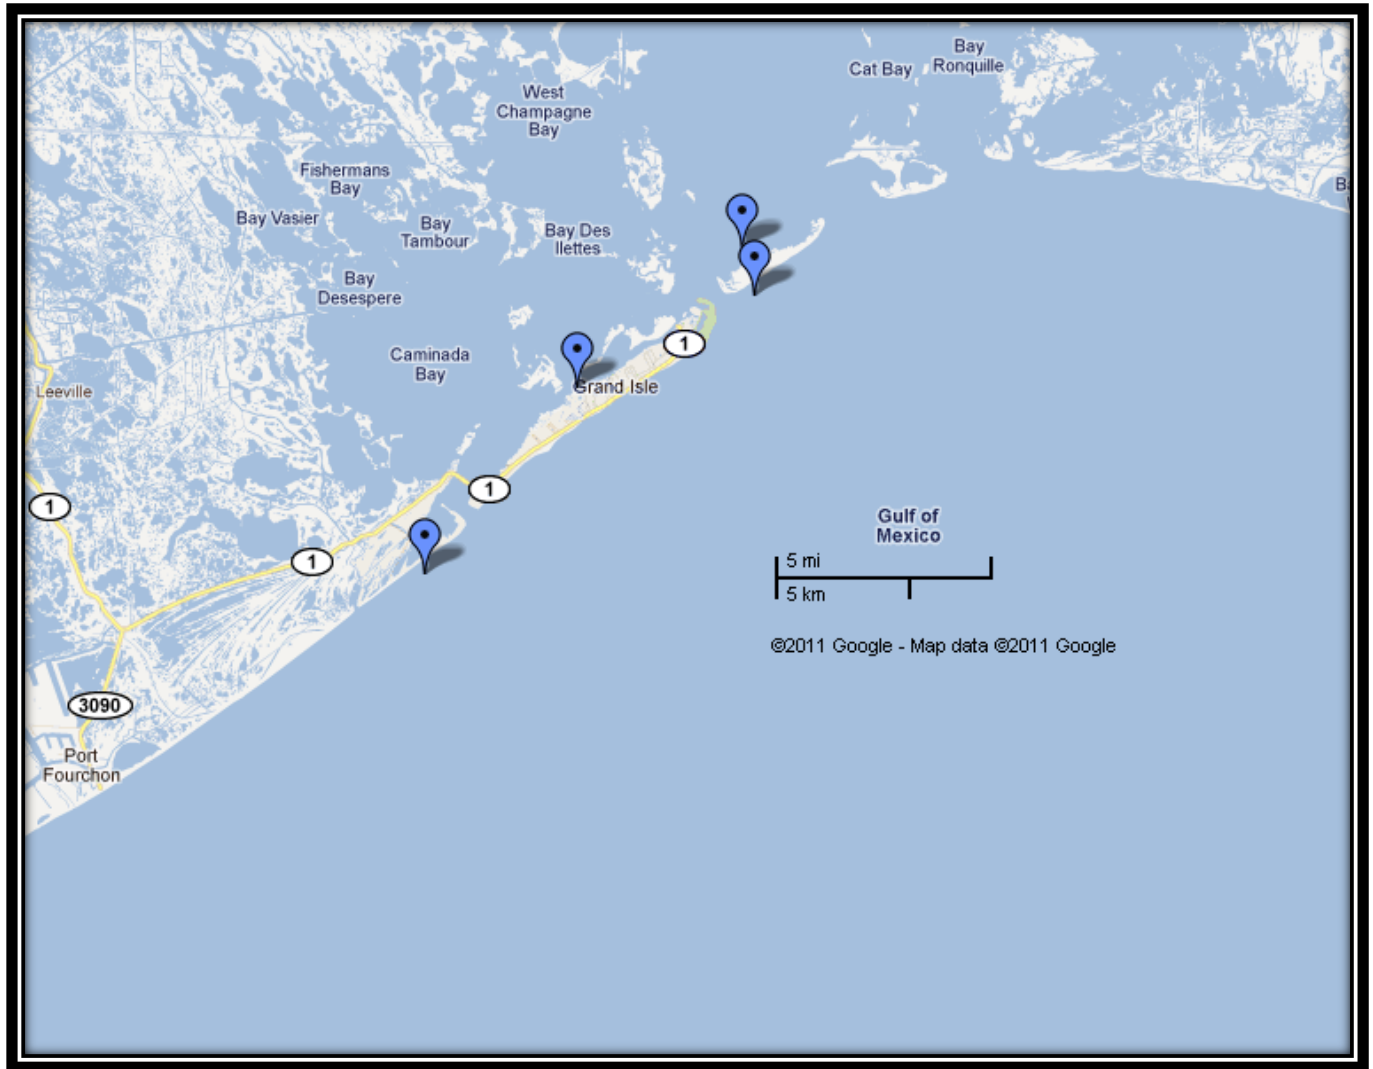 Bay
Ronquille
Cat Bay
West
Champagne
Bay
Fishermans
Bay
Bay Vasier
Bay
Tambour
Bay Des
Ilettes
Bay
Desespere
1
Caminada
Bay
Leeville
Grand Isle
1
1
Gulf of
Mexico
1
5 mi
5 km
©2011 Google - Map data ©2011 Google
3090
Port
Fourchon